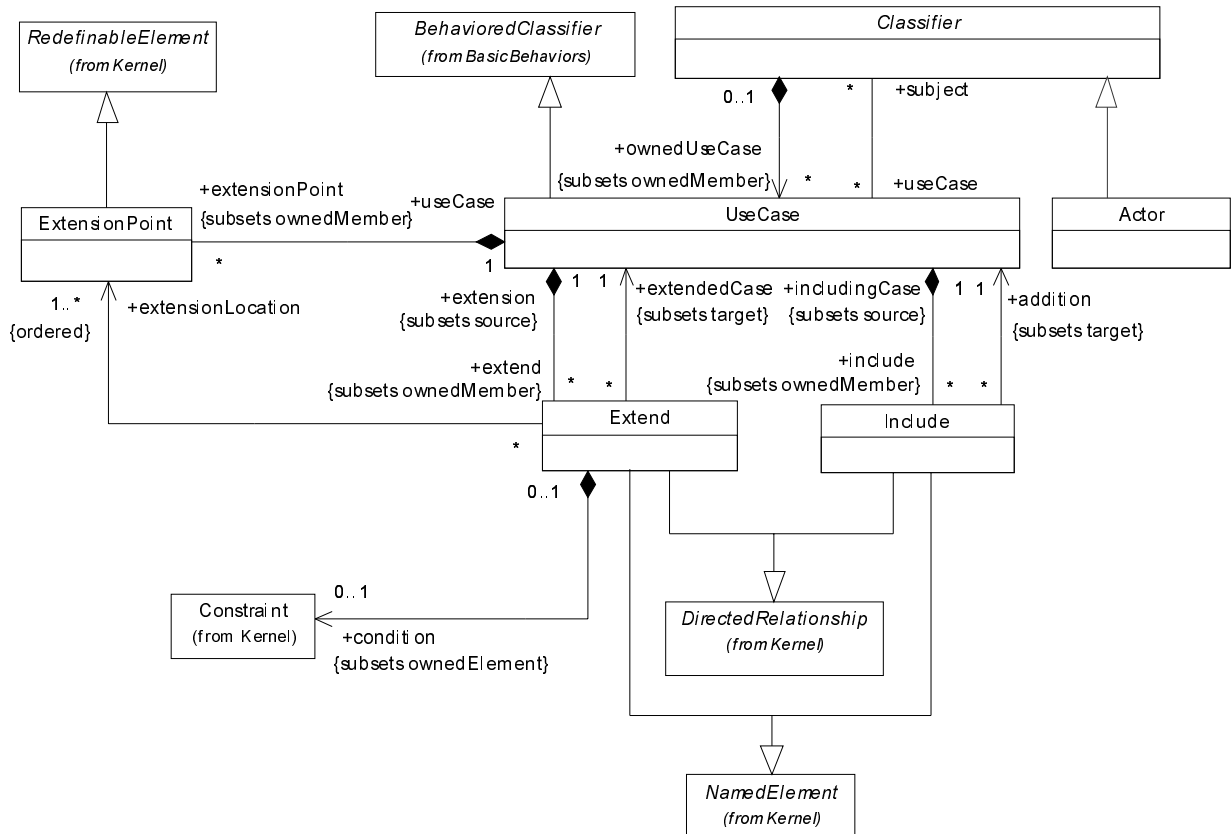 RedefinableElement
(from Kernel)
BehavioredClassifier
(from BasicBehaviors)
Classifier
0..1
*
+subject
+ownedUseCase
{subsets ownedMember}
*
*
+useCase
+extensionPoint
{subsets ownedMember}
+useCase
ExtensionPoint
UseCase
Actor
*
1
1..*
{ordered}
+extensionLocation
+extension
{subsets source}
1
1
+extendedCase
{subsets target}
+includingCase
{subsets source}
1
1
+addition
{subsets target}
+extend
{subsets ownedMember}
*
*
+include
{subsets ownedMember}
*
*
Extend
Include
*
0..1
0..1
Constraint
(from Kernel)
+condition
{subsets ownedElement}
DirectedRelationship
(from Kernel)
NamedElement
(from Kernel)